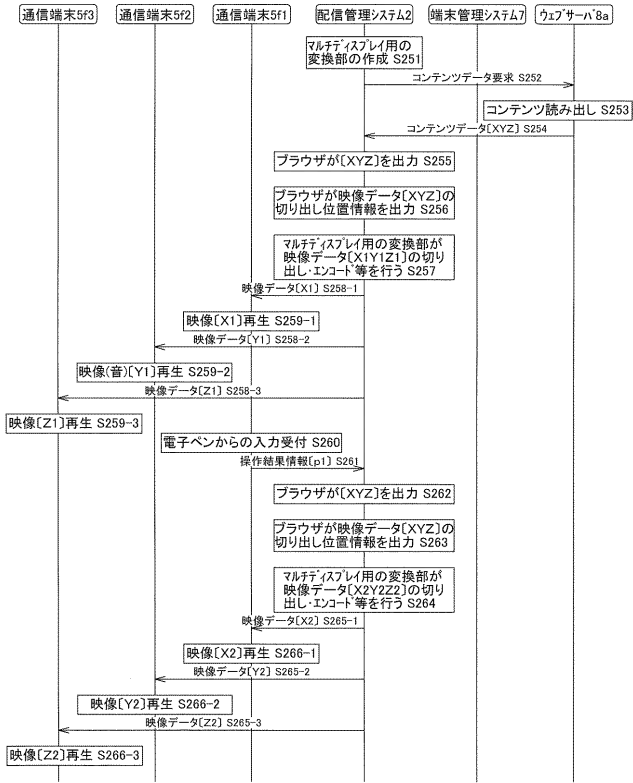 通信端末5f3 通信端末5f2 通信端末5f1 配信管理システム2 端末管理システム7 ウェブサーバ8a
マルチディスプレイ用の
変換部の作成 S251
コンテンツデータ要求 S252
コンテンツ読み出し S253
コンテンツデータ〔XYZ〕 S254
ブラウザが〔XYZ〕を出力 S255
ブラウザが映像データ〔XYZ〕の
切り出し位置情報を出力 S256
マルチディスプレイ用の変換部が
映像データ〔X1Y1Z1〕の切り
出し・エンコード等を行う S257
映像データ〔X1〕 S258-1
映像〔X1〕再生 S259-1
映像データ〔Y1〕 S258-2
映像(音)〔Y1〕再生 S259-2
映像データ〔Z1〕 S258-3
映像〔Z1〕再生 S259-3
電子ペンからの入力受付 S260
操作結果情報〔p1〕 S261
ブラウザが〔XYZ〕を出力 S262
ブラウザが映像データ〔XYZ〕の
切り出し位置情報を出力 S263
マルチディスプレイ用の変換部が
映像データ〔X2Y2Z2〕の切り
出し・エンコード等を行う S264
映像データ〔X2〕 S265-1
映像〔X2〕再生 S266-1
映像データ〔Y2〕 S265-2
映像〔Y2〕再生 S266-2
映像データ〔Z2〕 S265-3
映像〔Z2〕再生 S266-3